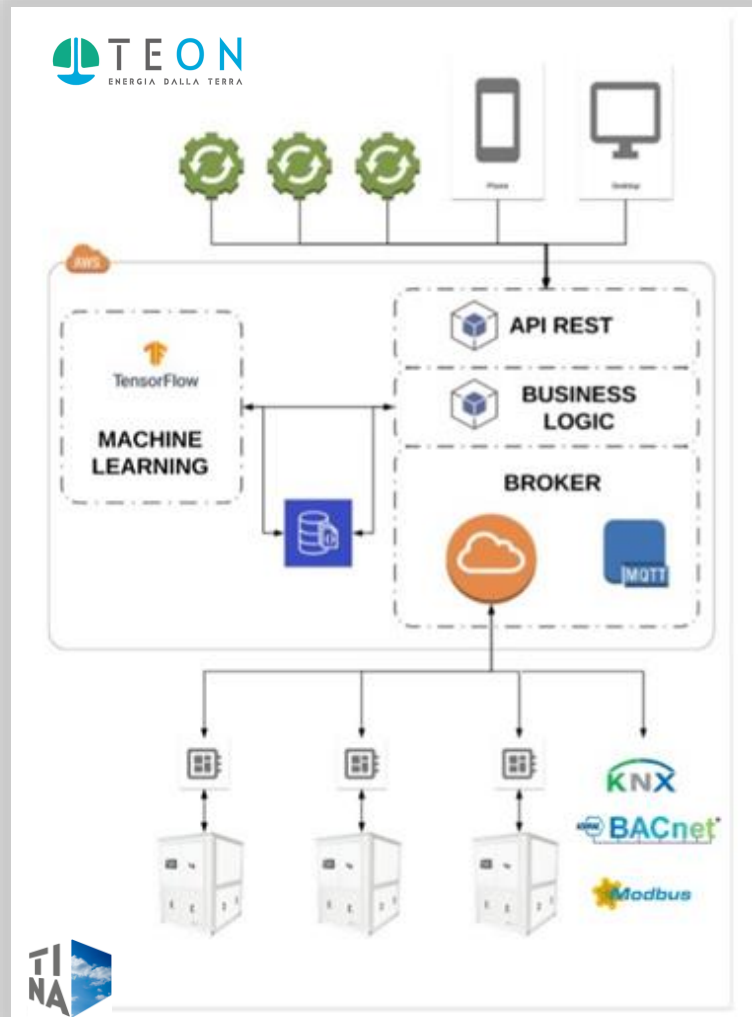 TEON
ENERGIA DALLA TERRA
Phone
Desktop
AWS
API REST
TensorFlow
BUSINESS
LOGIC
MACHINE
LEARNING
BROKER
MQTT
KNX
ASHRAE BACnet
Modbus
TI
NA